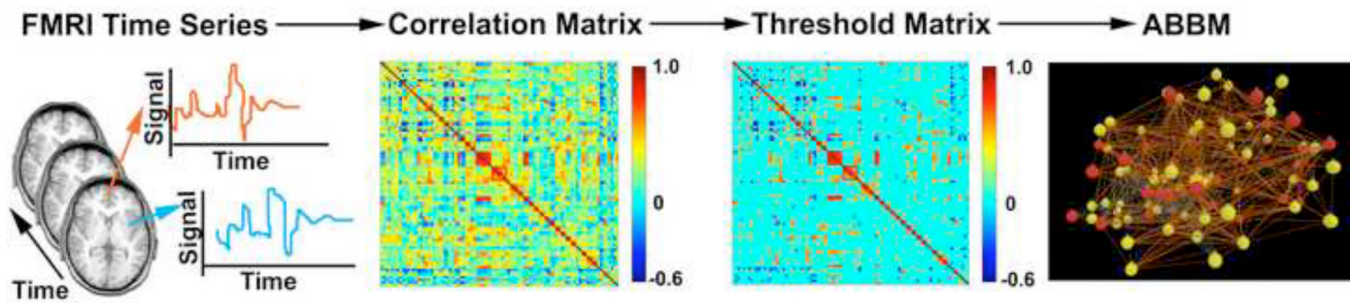 FMRI Time Series
Correlation Matrix
Threshold Matrix
ABBM
Signal
Time
Signal
Time
Time
1.0
0
-0.6
1.0
0
-0.6